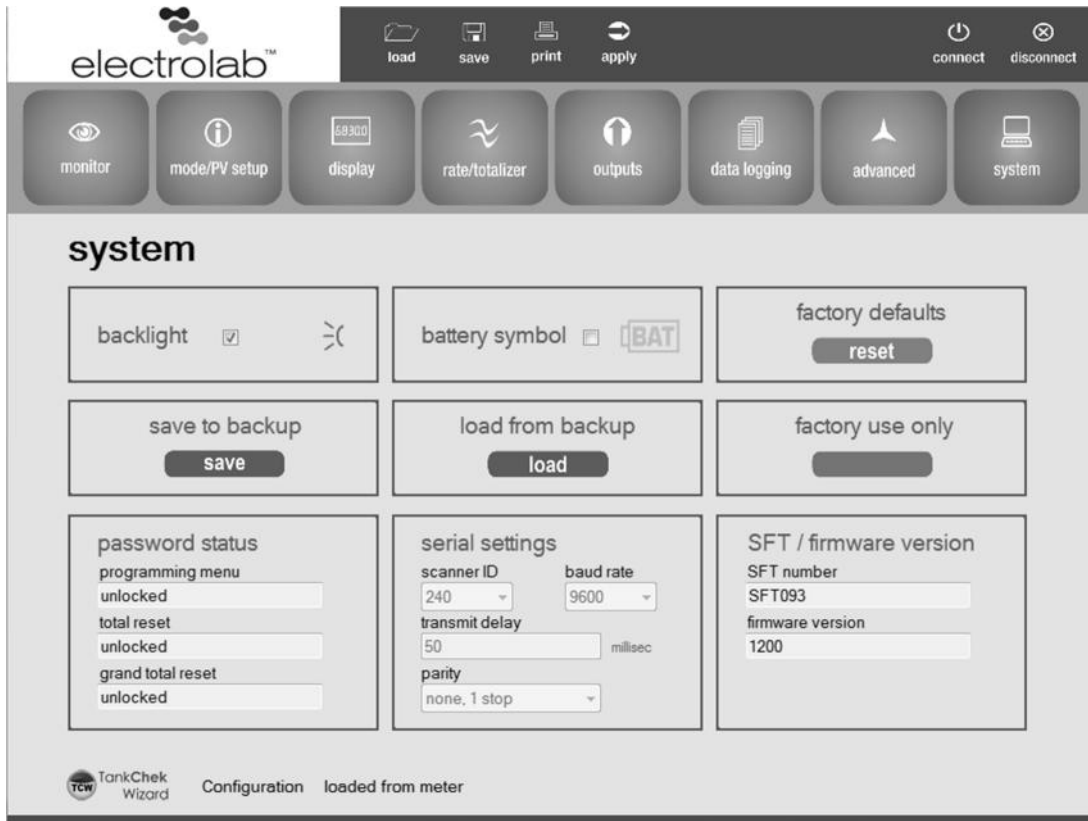 electrolab™
load save print apply connect disconnect
monitor mode/PV setup display rate/totalizer outputs data logging advanced system
system
backlight
battery symbol BAT
factory defaults
reset
save to backup
save
load from backup
load
factory use only
password status
programming menu
unlocked
total reset
unlocked
grand total reset
unlocked
serial settings
scanner ID baud rate
240 9600
transmit delay
50 millisec
parity
none, 1 stop
SFT / firmware version
SFT number
SFT093
firmware version
1200
TCW TankChek
Wizard
Configuration loaded from meter